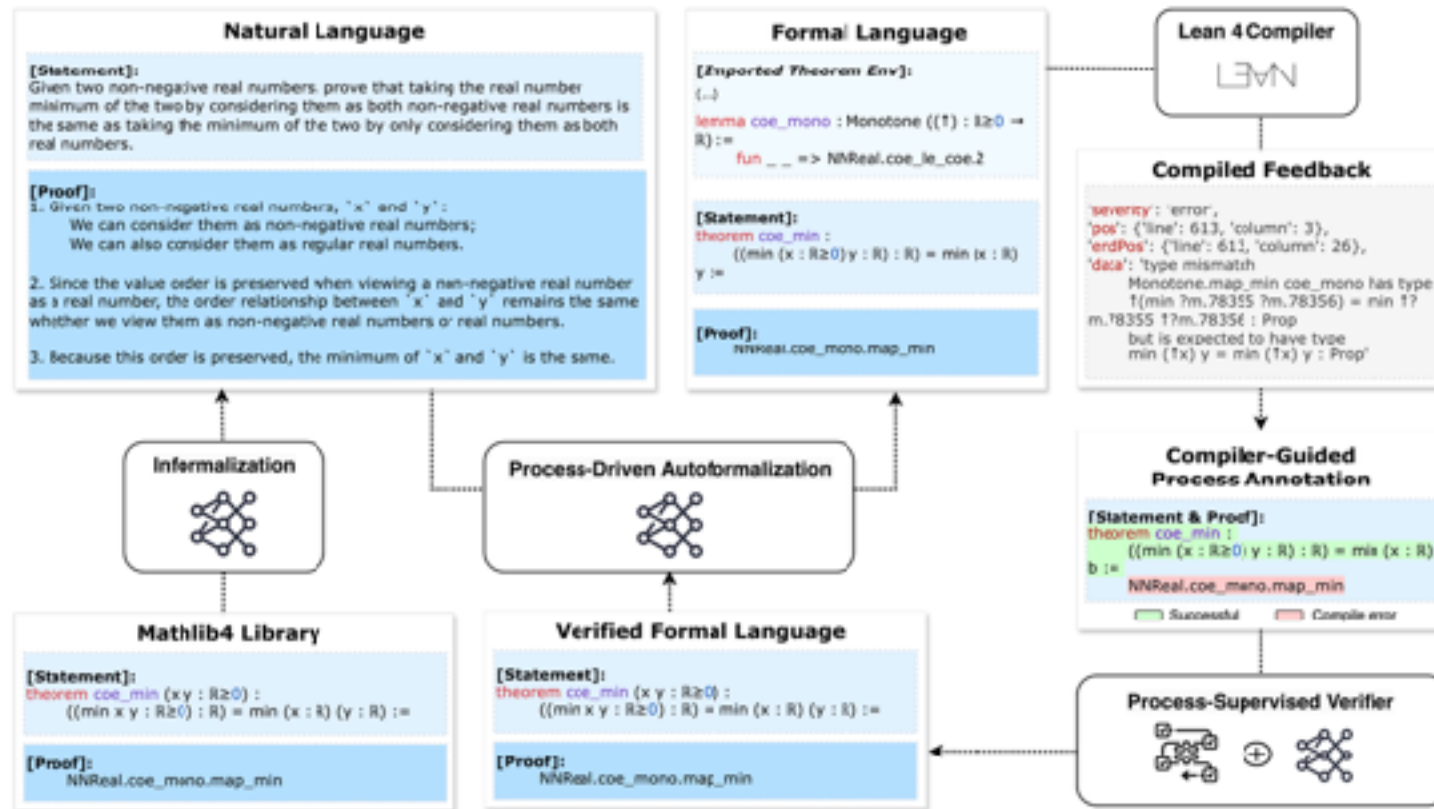 Natural Language
[Statement]:
Given two non-negative real numbers, prove that taking the real number
minimum of the two by considering them as both non-negative real numbers is
the same as taking the minimum of the two by only considering them as both
real numbers.
[Proof]:
1. Given two non-negative real numbers, `x` and `y`:
We can consider them as non-negative real numbers;
We can also consider them as regular real numbers.
2. Since the value order is preserved when viewing a non-negative real number
as a real number, the order relationship between `x` and `y` remains the same
whether we view them as non-negative real numbers or real numbers.
3. Because this order is preserved, the minimum of `x` and `y` is the same.
Formal Language
[Imported Theorem Env]:
(...)
lemma coe_mono : Monotone ((↑) : ℝ≥0 →
ℝ) :=
fun _ _ => NNReal.coe_le_coe.2
[Statement]:
theorem coe_min :
((min (x : ℝ≥0) y : ℝ) : ℝ) = min (x : ℝ)
y :=
[Proof]:
NNReal.coe_mono.map_min
Lean 4 Compiler
L∃∀N
Compiled Feedback
'severity': 'error',
'pos': {'line': 613, 'column': 3},
'endPos': {'line': 613, 'column': 26},
'data': 'type mismatch
Monotone.map_min coe_mono has type
↑(min ?m.78355 ?m.78356) = min ↑?
m.78355 ↑?m.78356 : Prop
but is expected to have type
min (↑x) y = min (↑x) y : Prop'
Informalization
Process-Driven Autoformalization
Compiler-Guided
Process Annotation
[Statement & Proof]:
theorem coe_min :
((min (x : ℝ≥0) y : ℝ) : ℝ) = min (x : ℝ)
b :=
NNReal.coe_mono.map_min
Successful Compile error
Mathlib4 Library
[Statement]:
theorem coe_min (x y : ℝ≥0) :
((min x y : ℝ≥0) : ℝ) = min (x : ℝ) (y : ℝ) :=
[Proof]:
NNReal.coe_mono.map_min
Verified Formal Language
[Statement]:
theorem coe_min (x y : ℝ≥0) :
((min x y : ℝ≥0) : ℝ) = min (x : ℝ) (y : ℝ) :=
[Proof]:
NNReal.coe_mono.map_min
Process-Supervised Verifier